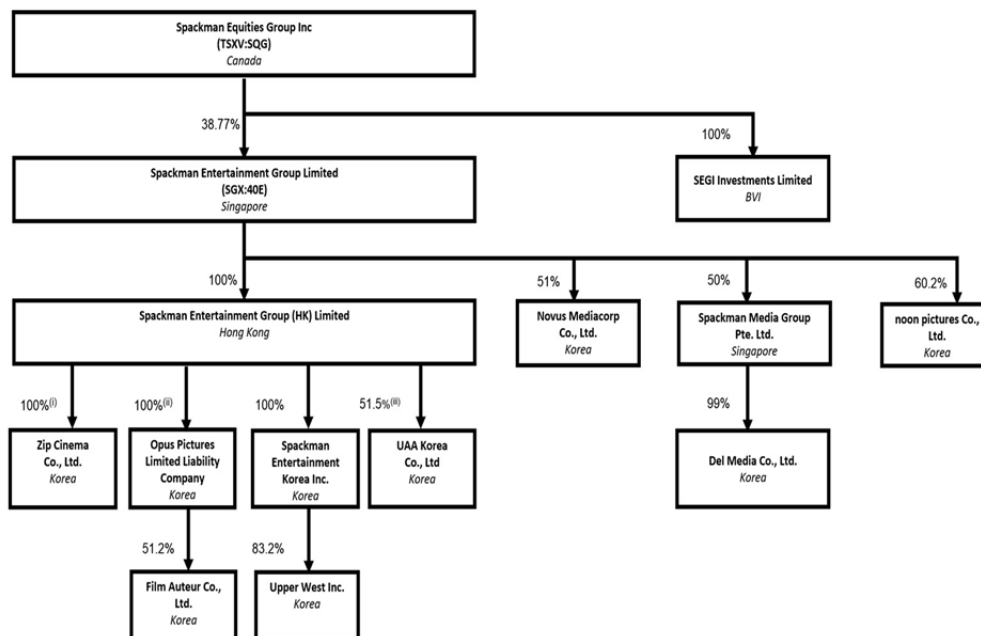 Spackman Equities Group Inc
(TSXV:SQG)
Canada
38.77%
100%
Spackman Entertainment Group Limited
(SGX:40E)
Singapore
SEGI Investments Limited
BVI
100%
51%
50%
60.2%
Spackman Entertainment Group (HK) Limited
Hong Kong
Novus Mediacorp
Co., Ltd.
Korea
Spackman Media Group
Pte. Ltd.
Singapore
noon pictures Co.,
Ltd.
Korea
100%(i)
100%(ii)
100%
51.5%(iii)
99%
Zip Cinema
Co., Ltd.
Korea
Opus Pictures
Limited Liability
Company
Korea
Spackman
Entertainment
Korea Inc.
Korea
UAA Korea
Co., Ltd
Korea
Del Media Co., Ltd.
Korea
51.2%
83.2%
Film Auteur Co.,
Ltd.
Korea
Upper West Inc.
Korea